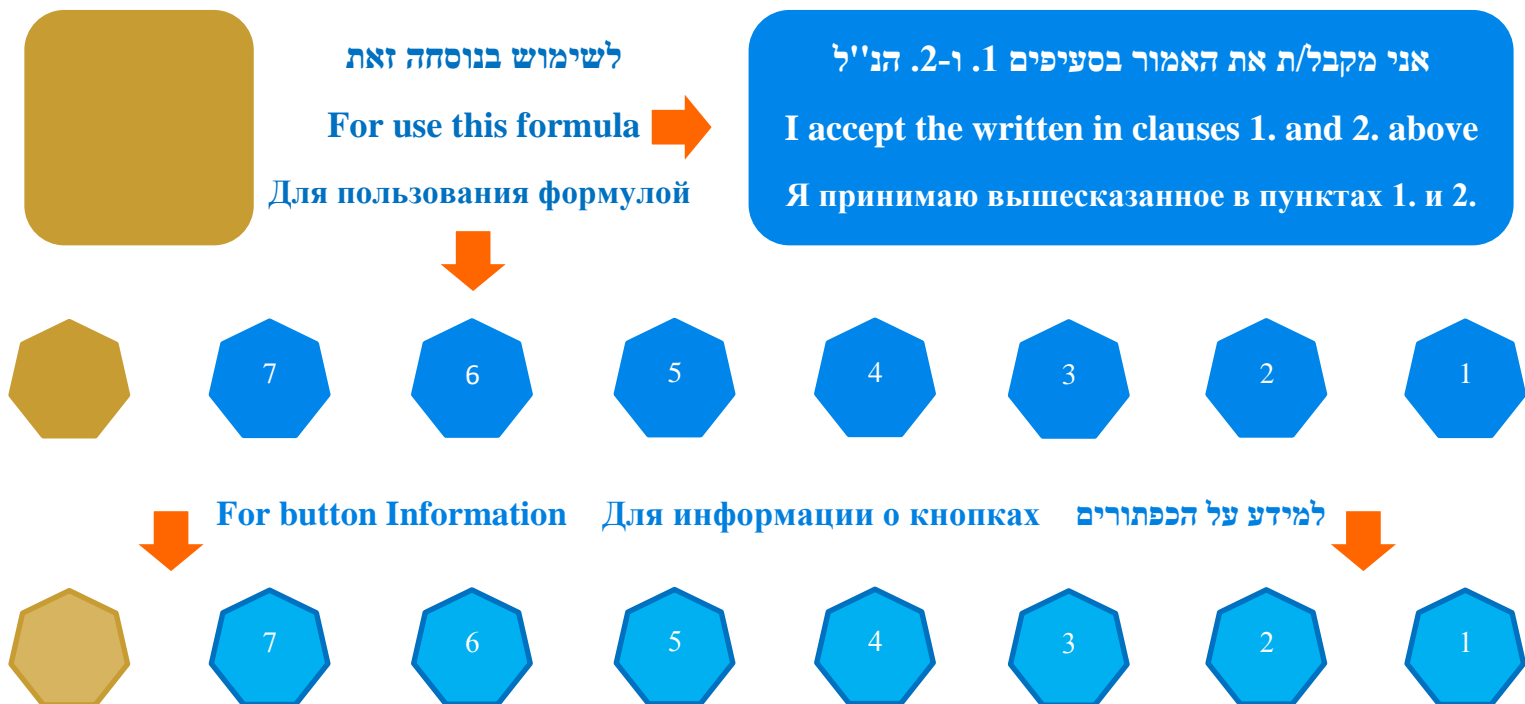 לשימוש בנוסחה זאת
For use this formula
Для пользования формулой
אני מקבל/ת את האמור בסעיפים 1. ו-2. הנ''ל
I accept the written in clauses 1. and 2. above
Я принимаю вышесказанное в пунктах 1. и 2.
7 6 5 4 3 2 1
For button Information Для информации о кнопках למידע על הכפתורים
7 6 5 4 3 2 1